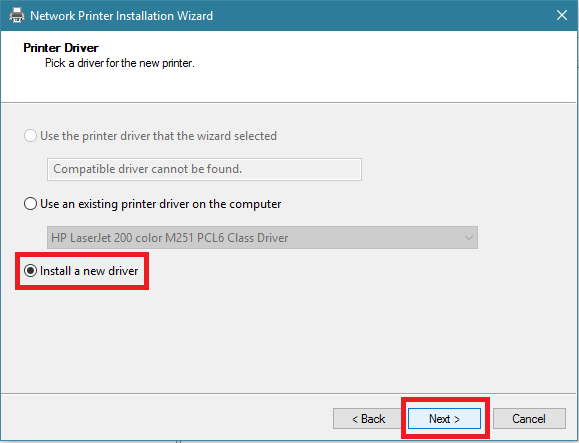 Network Printer Installation Wizard
Printer Driver
Pick a driver for the new printer.
Use the printer driver that the wizard selected
Compatible driver cannot be found.
Use an existing printer driver on the computer
HP LaserJet 200 color M251 PCL6 Class Driver
Install a new driver
< Back Next > Cancel